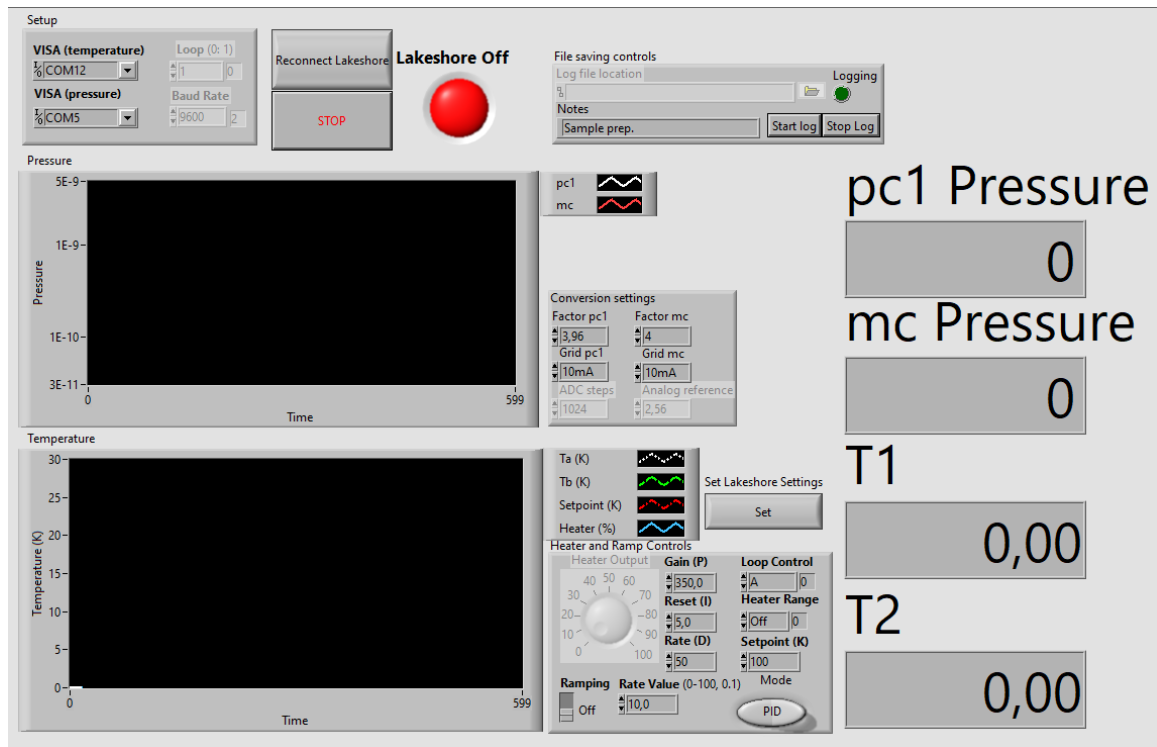 Setup
VISA (temperature)
COM12
Loop (0: 1)
1 0
VISA (pressure)
COM5
Baud Rate
9600 2
Reconnect Lakeshore
STOP
Lakeshore Off
File saving controls
Log file location
Logging
Notes
Sample prep.
Start log Stop Log
Pressure
5E-9
1E-9
1E-10
3E-11
Pressure
0 599
Time
pc1
mc
Conversion settings
Factor pc1 Factor mc
3,96 4
Grid pc1 Grid mc
10mA 10mA
ADC steps Analog reference
1024 2,56
pc1 Pressure
0
mc Pressure
0
T1
0,00
T2
0,00
Temperature
30
25
20
15
10
5
0
Temperature (K)
0 599
Time
Ta (K)
Tb (K)
Setpoint (K)
Heater (%)
Set Lakeshore Settings
Set
Heater and Ramp Controls
Heater Output
0 10 20 30 40 50 60 70 80 90 100
Gain (P)
350,0
Reset (I)
5,0
Rate (D)
50
Loop Control
A 0
Heater Range
Off 0
Setpoint (K)
100
Ramping
Off
Rate Value (0-100, 0.1)
10,0
Mode
PID